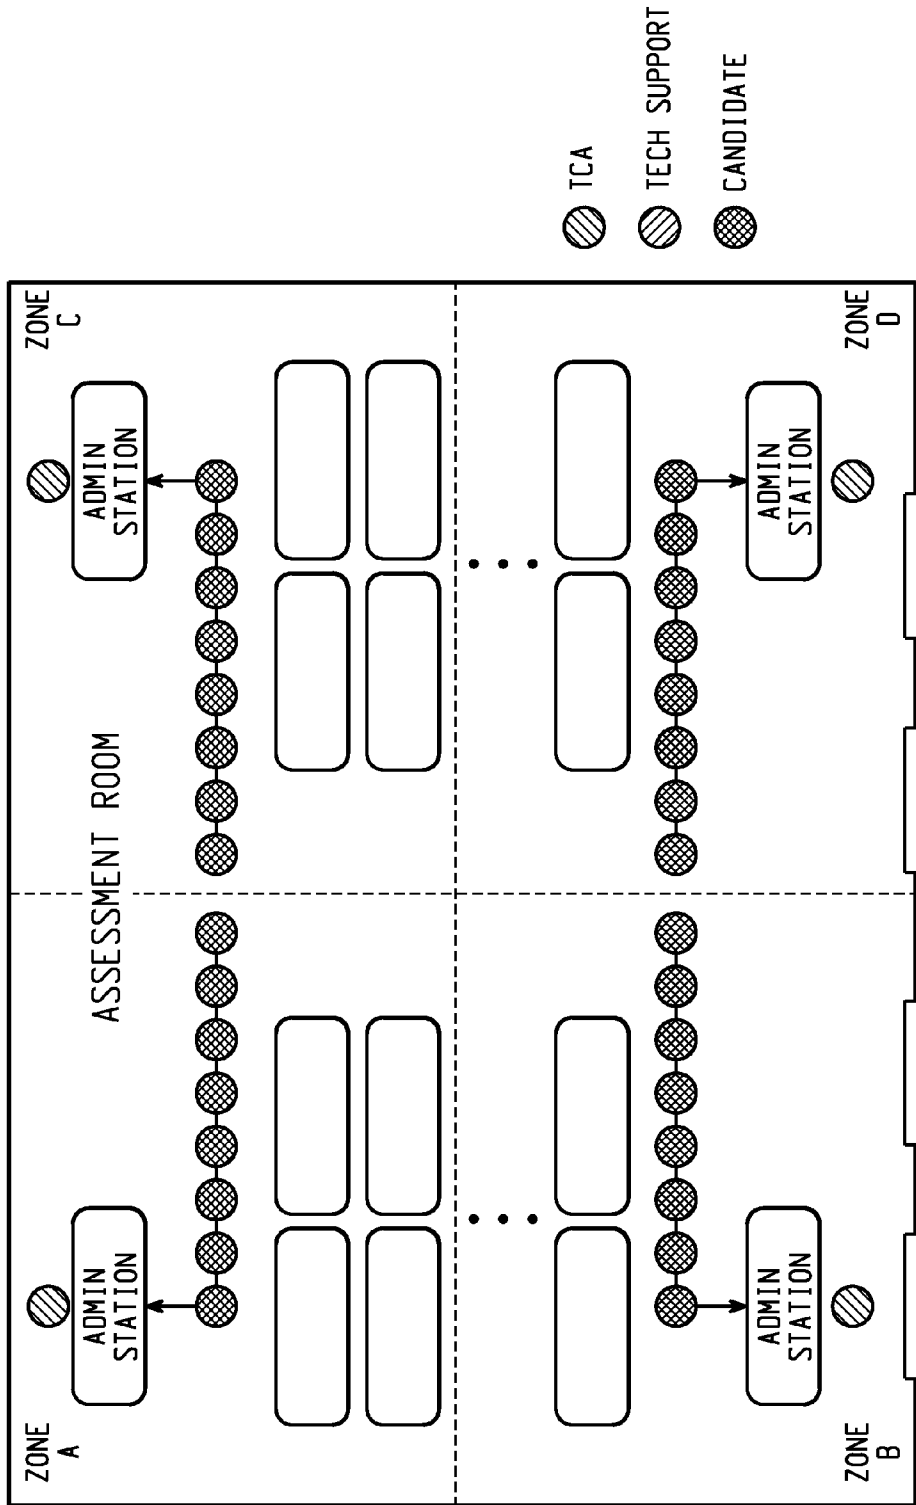 ZONE
A
ZONE
C
ADMIN
STATION
ADMIN
STATION
ASSESSMENT ROOM
TCA
TECH SUPPORT
CANDIDATE
ADMIN
STATION
ADMIN
STATION
ZONE
B
ZONE
D